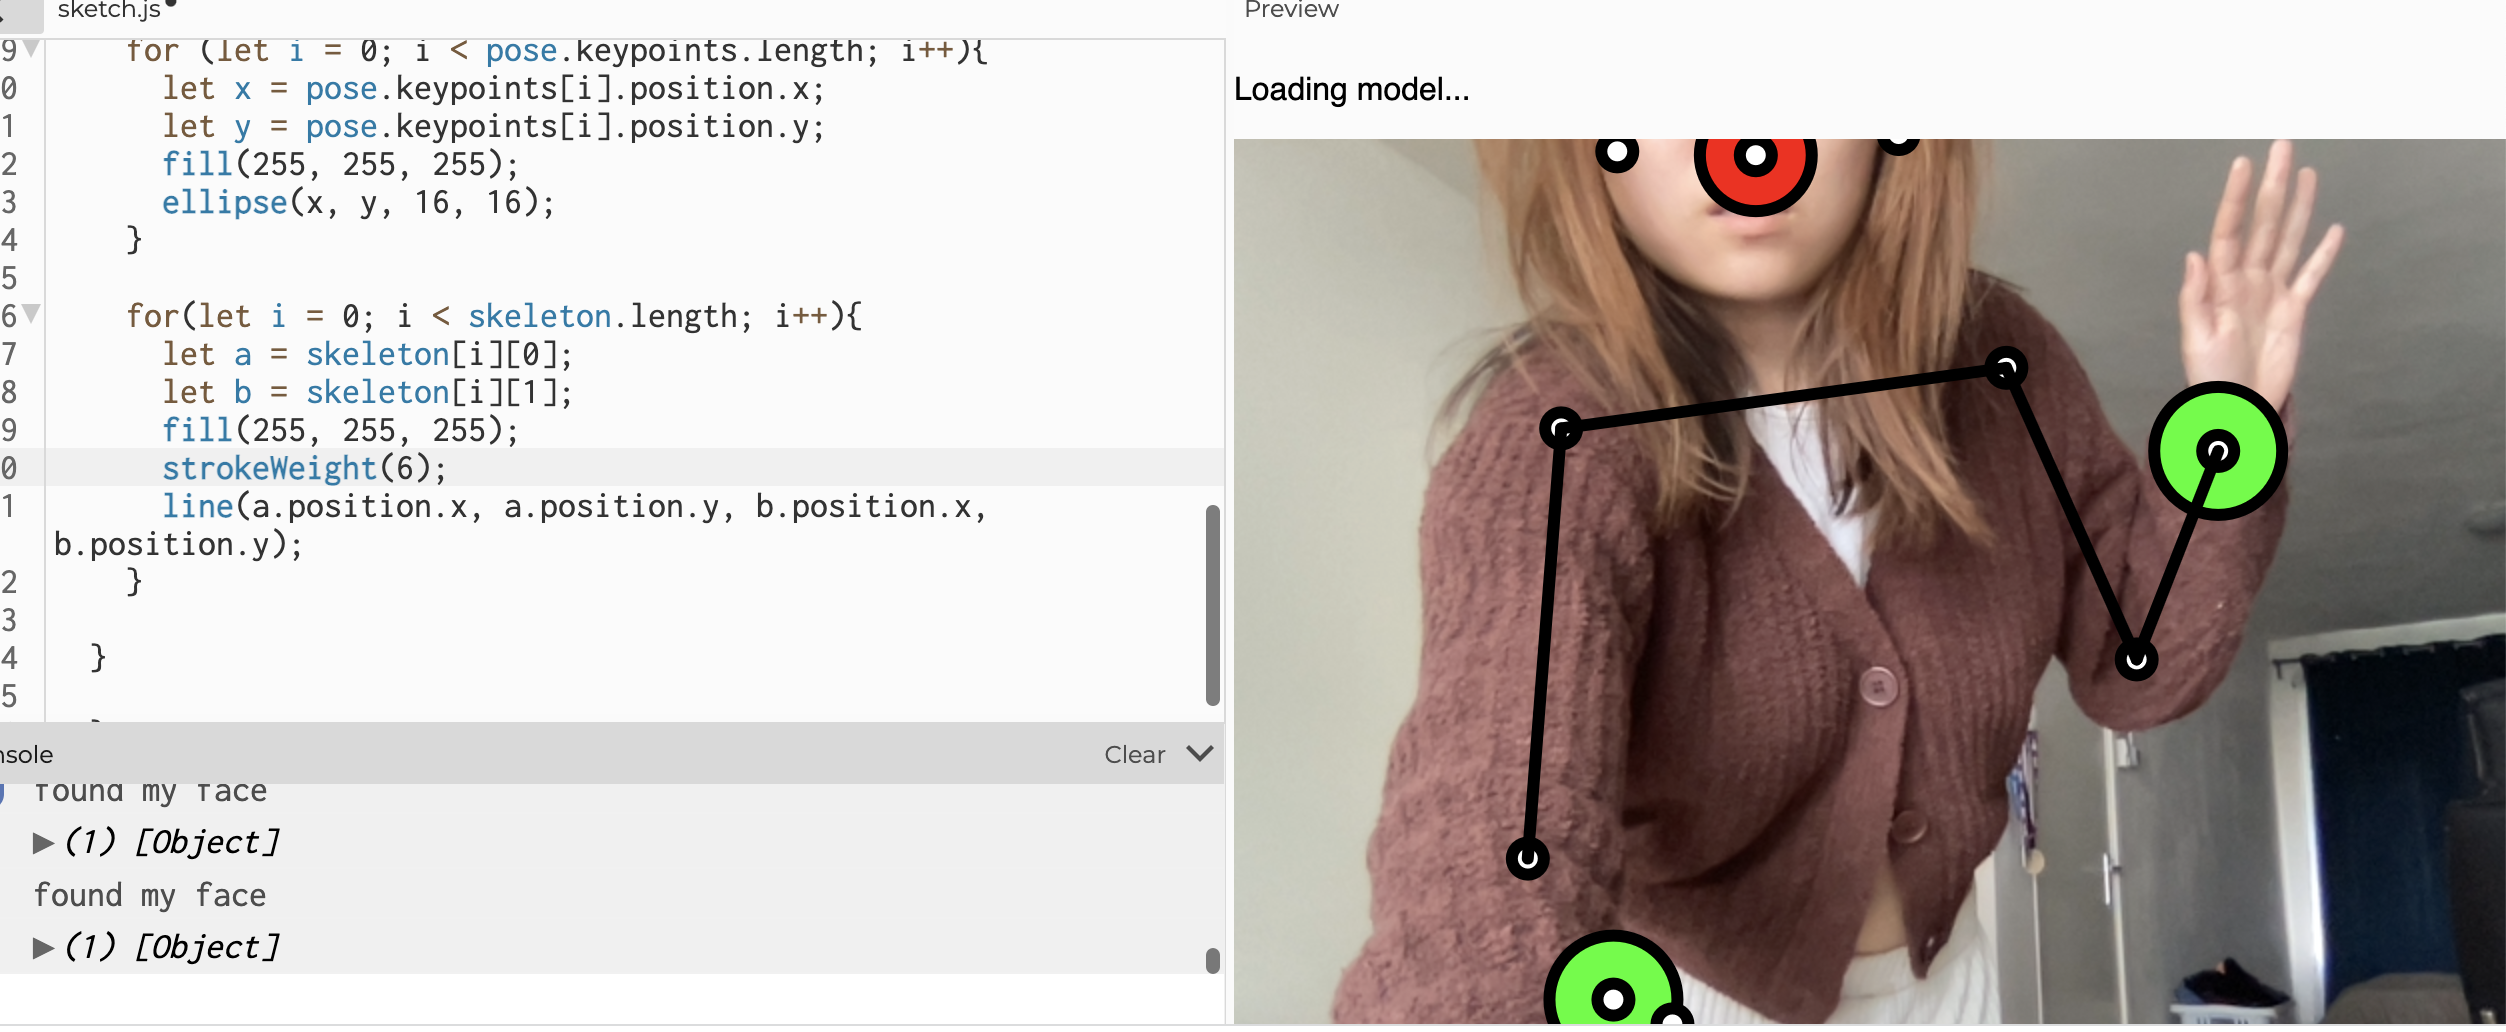 sketch.js
Preview
9 for (let i = 0; i < pose.keypoints.length; i++){
0 let x = pose.keypoints[i].position.x;
1 let y = pose.keypoints[i].position.y;
2 fill(255, 255, 255);
3 ellipse(x, y, 16, 16);
4 }
5
6 for(let i = 0; i < skeleton.length; i++){
7 let a = skeleton[i][0];
8 let b = skeleton[i][1];
9 fill(255, 255, 255);
0 strokeWeight(6);
1 line(a.position.x, a.position.y, b.position.x,
b.position.y);
2 }
3
4 }
5
nsole
Clear
found my face
(1) [Object]
found my face
(1) [Object]
Loading model...